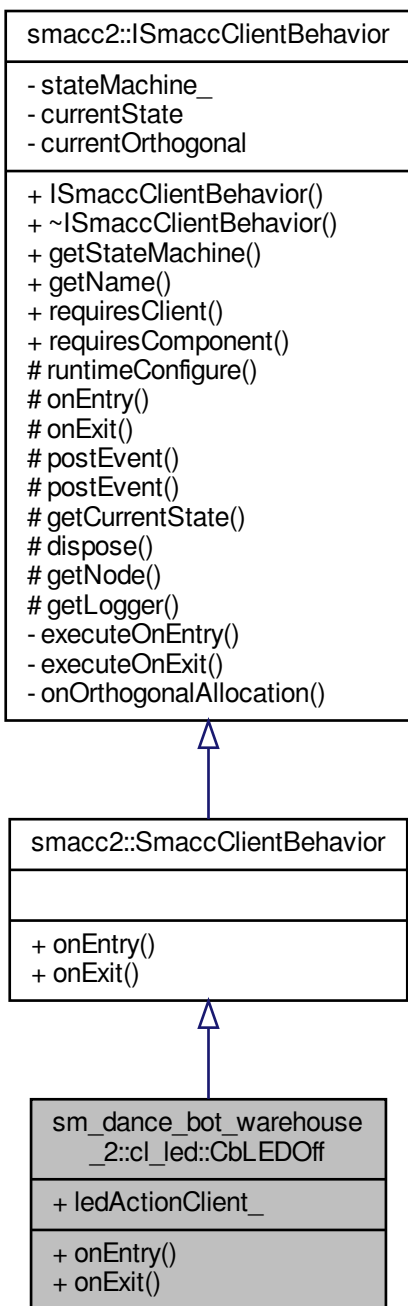 smacc2::ISmaccClientBehavior
- stateMachine_
- currentState
- currentOrthogonal
+ ISmaccClientBehavior()
+ ~ISmaccClientBehavior()
+ getStateMachine()
+ getName()
+ requiresClient()
+ requiresComponent()
# runtimeConfigure()
# onEntry()
# onExit()
# postEvent()
# postEvent()
# getCurrentState()
# dispose()
# getNode()
# getLogger()
- executeOnEntry()
- executeOnExit()
- onOrthogonalAllocation()
smacc2::SmaccClientBehavior
+ onEntry()
+ onExit()
sm_dance_bot_warehouse
_2::cl_led::CbLEDOff
+ ledActionClient_
+ onEntry()
+ onExit()